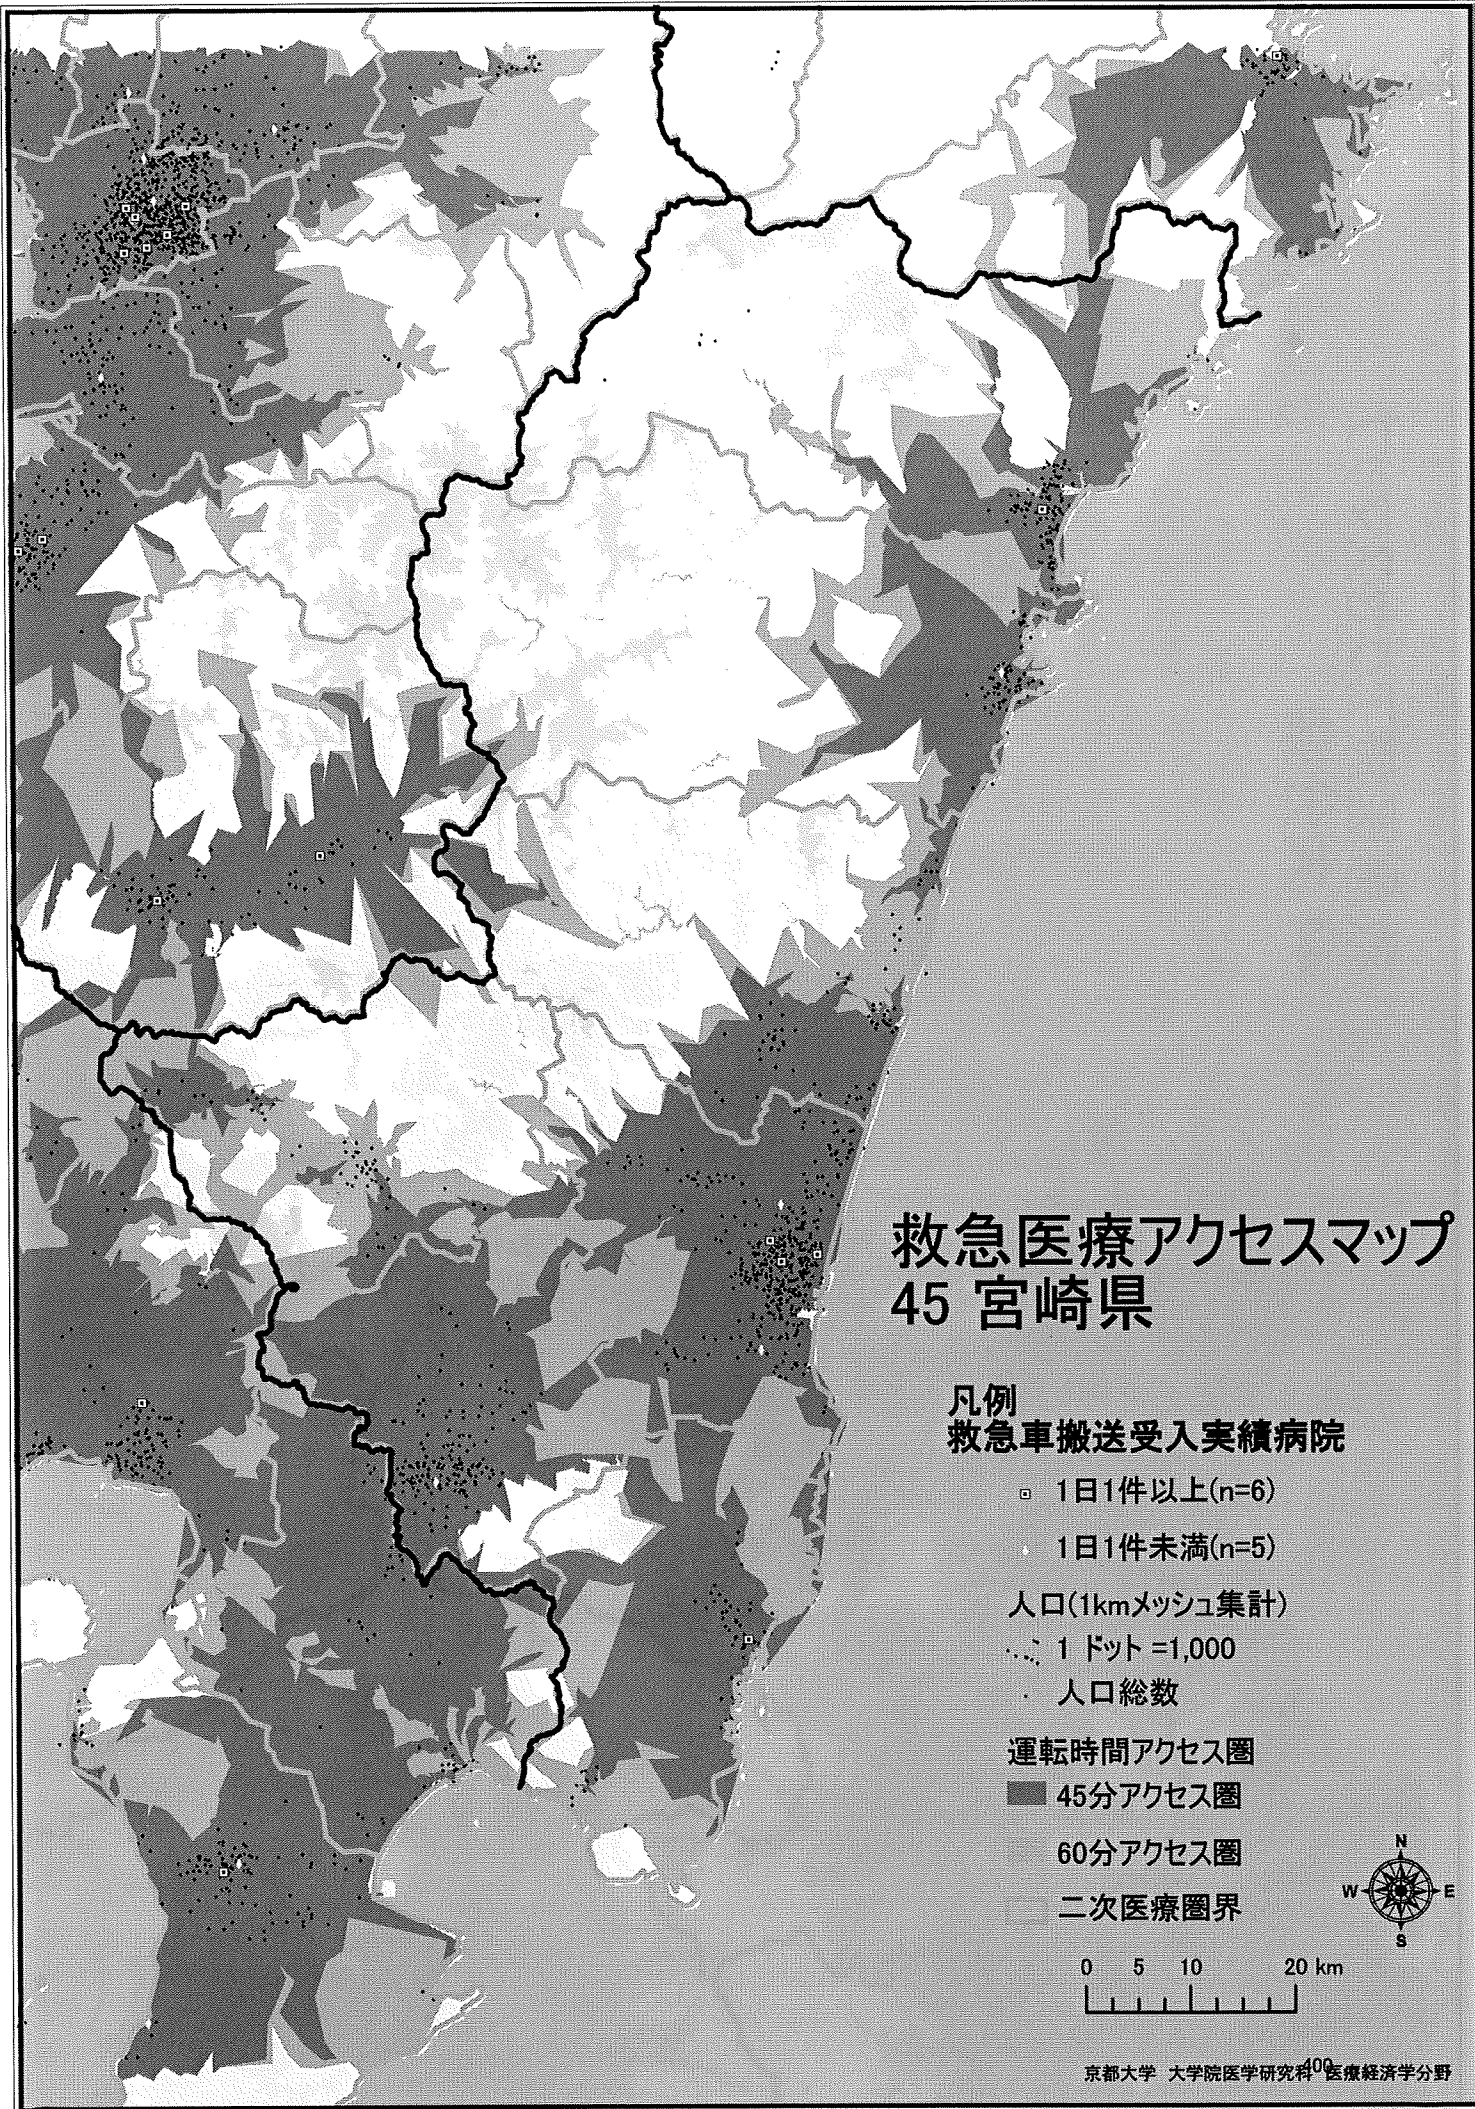 救急医療アクセスマップ
45 宮崎県
凡例
救急車搬送受入実績病院
1日1件以上(n=6)
1日1件未満(n=5)
人口(1kmメッシュ集計)
1 ドット =1,000
人口総数
運転時間アクセス圏
45分アクセス圏
60分アクセス圏
二次医療圏界
N
W E
S
0 5 10 20 km
400
京都大学 大学院医学研究科 医療経済学分野